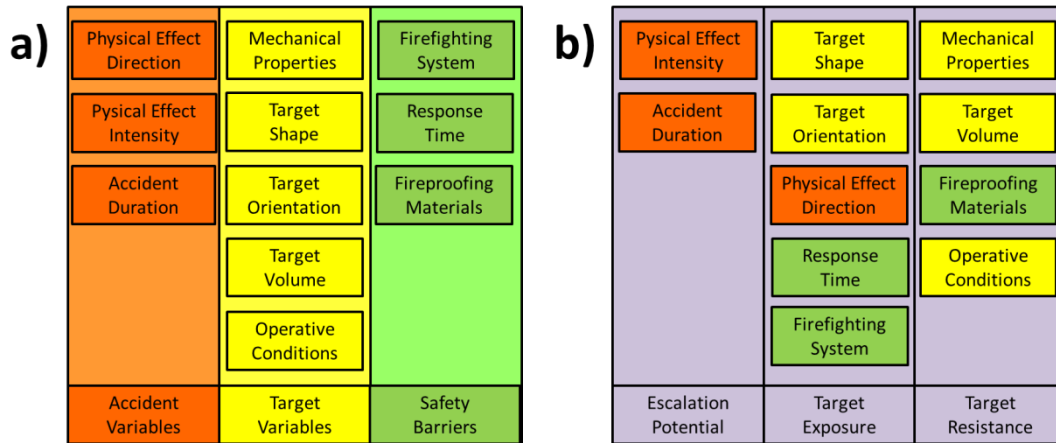 a)
Physical Effect
Direction
Pysical Effect
Intensity
Accident
Duration
Accident
Variables
Mechanical
Properties
Target
Shape
Target
Orientation
Target
Volume
Operative
Conditions
Target
Variables
Firefighting
System
Response
Time
Fireproofing
Materials
Safety
Barriers
b)
Pysical Effect
Intensity
Accident
Duration
Escalation
Potential
Target
Shape
Target
Orientation
Physical Effect
Direction
Response
Time
Firefighting
System
Target
Exposure
Mechanical
Properties
Target
Volume
Fireproofing
Materials
Operative
Conditions
Target
Resistance